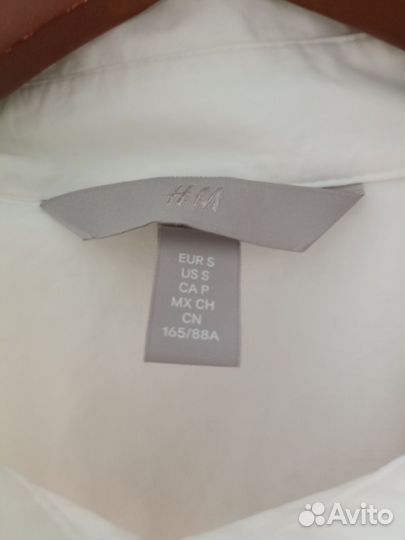 H&M
EUR S
US S
CA P
MX CH
CN
165/88A
Avito